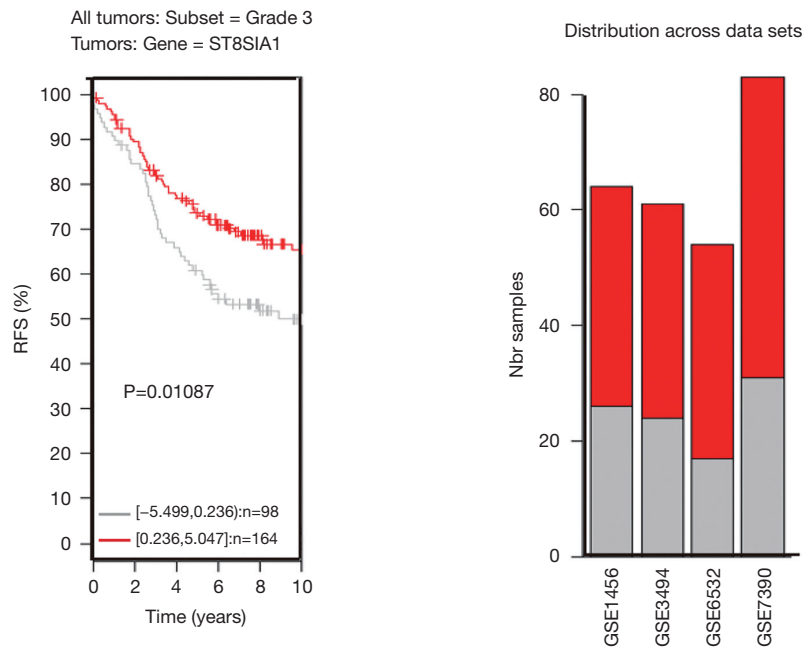 All tumors: Subset = Grade 3
Tumors: Gene = ST8SIA1
RFS (%)
100
90
80
70
60
50
40
30
20
10
0
P=0.01087
[−5.499,0.236):n=98
[0.236,5.047]:n=164
0 2 4 6 8 10
Time (years)
Distribution across data sets
Nbr samples
80
60
40
20
0
GSE1456
GSE3494
GSE6532
GSE7390